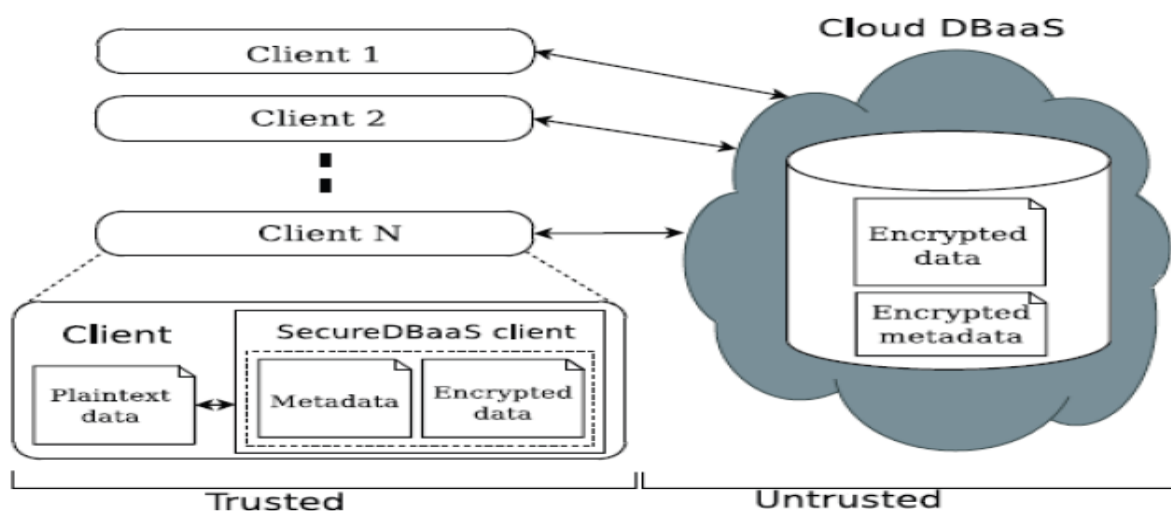 Cloud DBaaS
Client 1
Client 2
Client N
Encrypted
data
Encrypted
metadata
Client
SecureDBaaS client
Plaintext
data
Metadata
Encrypted
data
Trusted
Untrusted